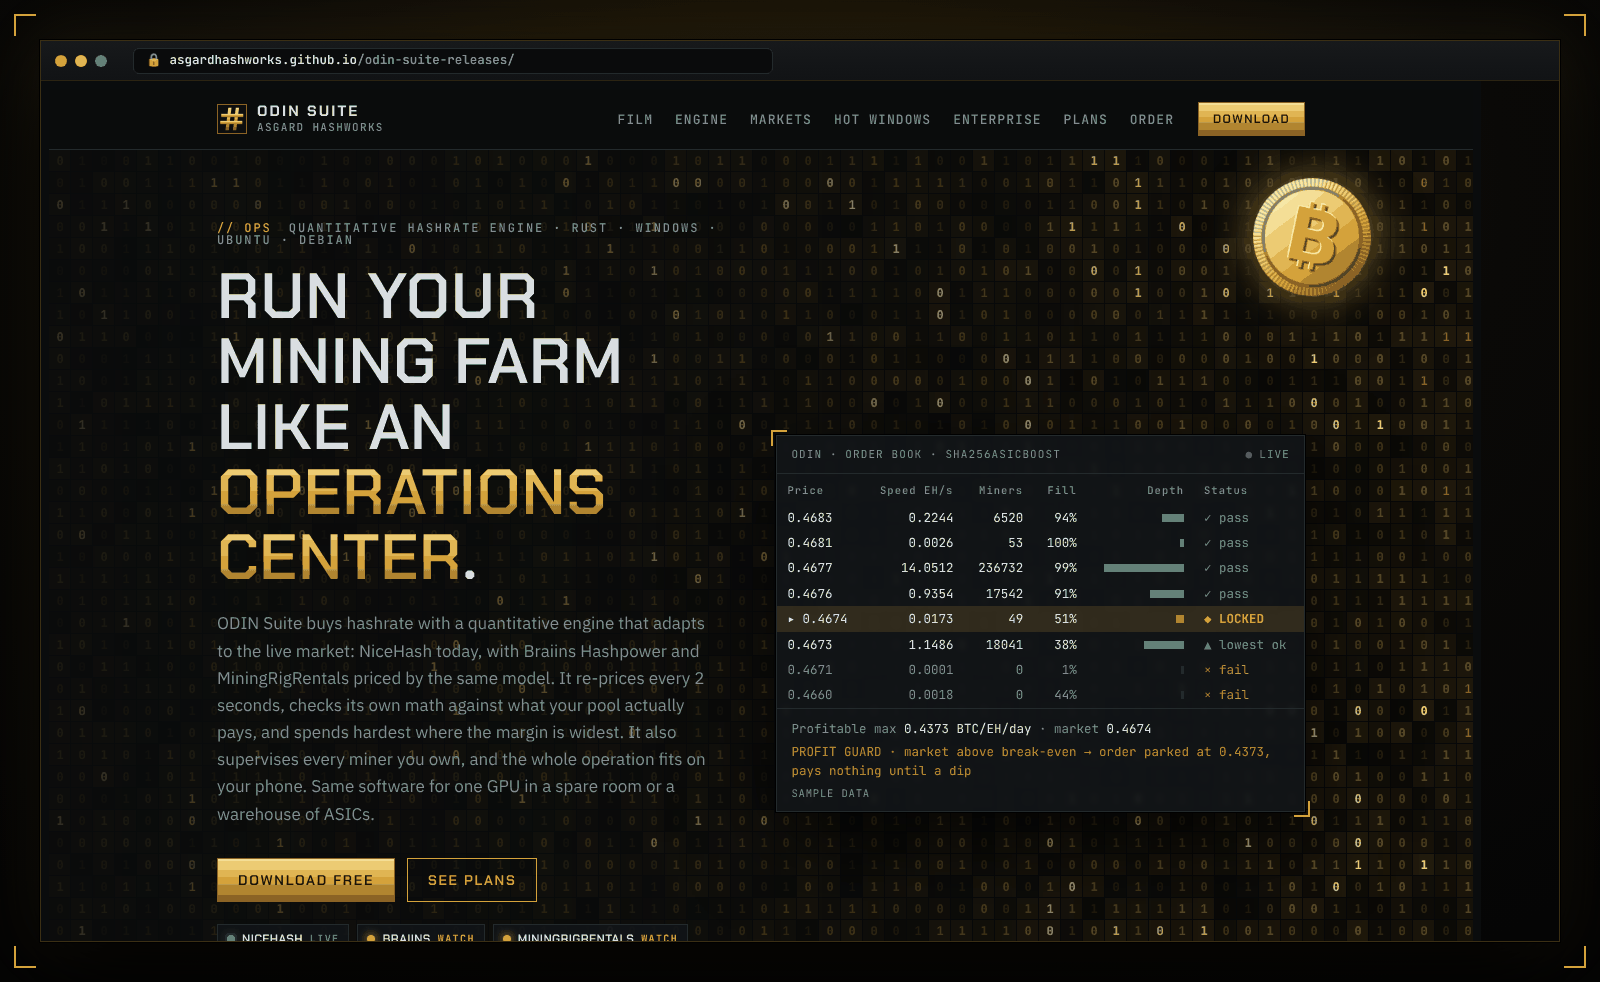 asgardhashworks.github.io/odin-suite-releases/
ODIN SUITE
ASGARD HASHWORKS
FILM ENGINE MARKETS HOT WINDOWS ENTERPRISE PLANS ORDER DOWNLOAD
// OPS QUANTITATIVE HASHRATE ENGINE · RUST · WINDOWS ·
UBUNTU · DEBIAN
RUN YOUR
MINING FARM
LIKE AN
OPERATIONS
CENTER.
ODIN Suite buys hashrate with a quantitative engine that adapts
to the live market: NiceHash today, with Braiins Hashpower and
MiningRigRentals priced by the same model. It re-prices every 2
seconds, checks its own math against what your pool actually
pays, and spends hardest where the margin is widest. It also
supervises every miner you own, and the whole operation fits on
your phone. Same software for one GPU in a spare room or a
warehouse of ASICs.
DOWNLOAD FREE SEE PLANS
NICEHASH LIVE BRAIINS WATCH MININGRIGRENTALS WATCH
ODIN · ORDER BOOK · SHA256ASICBOOST ● LIVE
Price Speed EH/s Miners Fill Depth Status
0.4683 0.2244 6520 94% ✓ pass
0.4681 0.0026 53 100% ✓ pass
0.4677 14.0512 236732 99% ✓ pass
0.4676 0.9354 17542 91% ✓ pass
▸ 0.4674 0.0173 49 51% ◆ LOCKED
0.4673 1.1486 18041 38% ▲ lowest ok
0.4671 0.0001 0 1% × fail
0.4660 0.0018 0 44% × fail
Profitable max 0.4373 BTC/EH/day · market 0.4674
PROFIT GUARD · market above break-even → order parked at 0.4373,
pays nothing until a dip
SAMPLE DATA